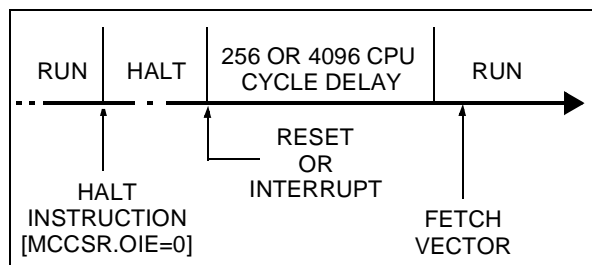 RUN
HALT
256 OR 4096 CPU
CYCLE DELAY
RUN
HALT
INSTRUCTION
[MCCSR.OIE=0]
RESET
OR
INTERRUPT
FETCH
VECTOR